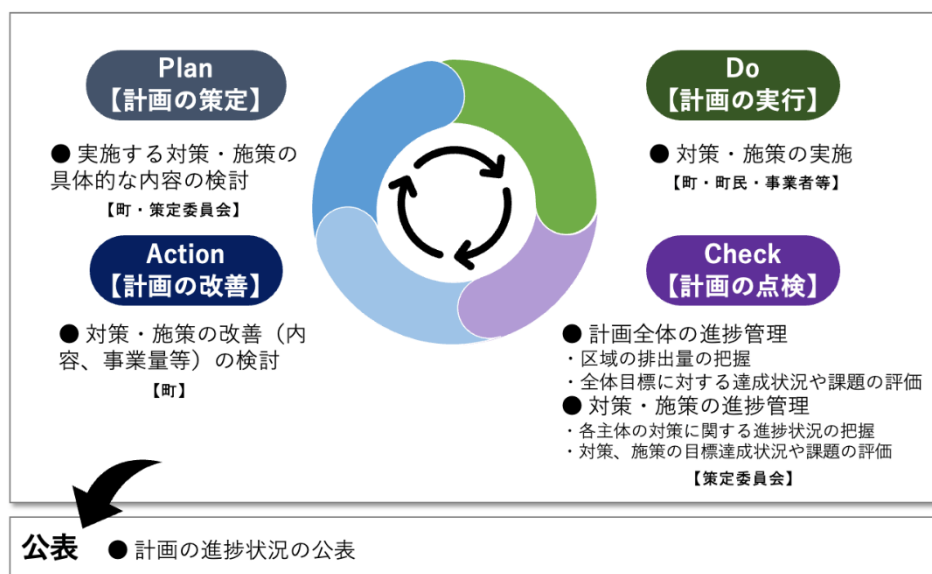 Plan
【計画の策定】
● 実施する対策・施策の
具体的な内容の検討
【町・策定委員会】
Do
【計画の実行】
● 対策・施策の実施
【町・町民・事業者等】
Action
【計画の改善】
● 対策・施策の改善（内
容、事業量等）の検討
【町】
Check
【計画の点検】
● 計画全体の進捗管理
・区域の排出量の把握
・全体目標に対する達成状況や課題の評価
● 対策・施策の進捗管理
・各主体の対策に関する進捗状況の把握
・対策、施策の目標達成状況や課題の評価
【策定委員会】
公表 ● 計画の進捗状況の公表